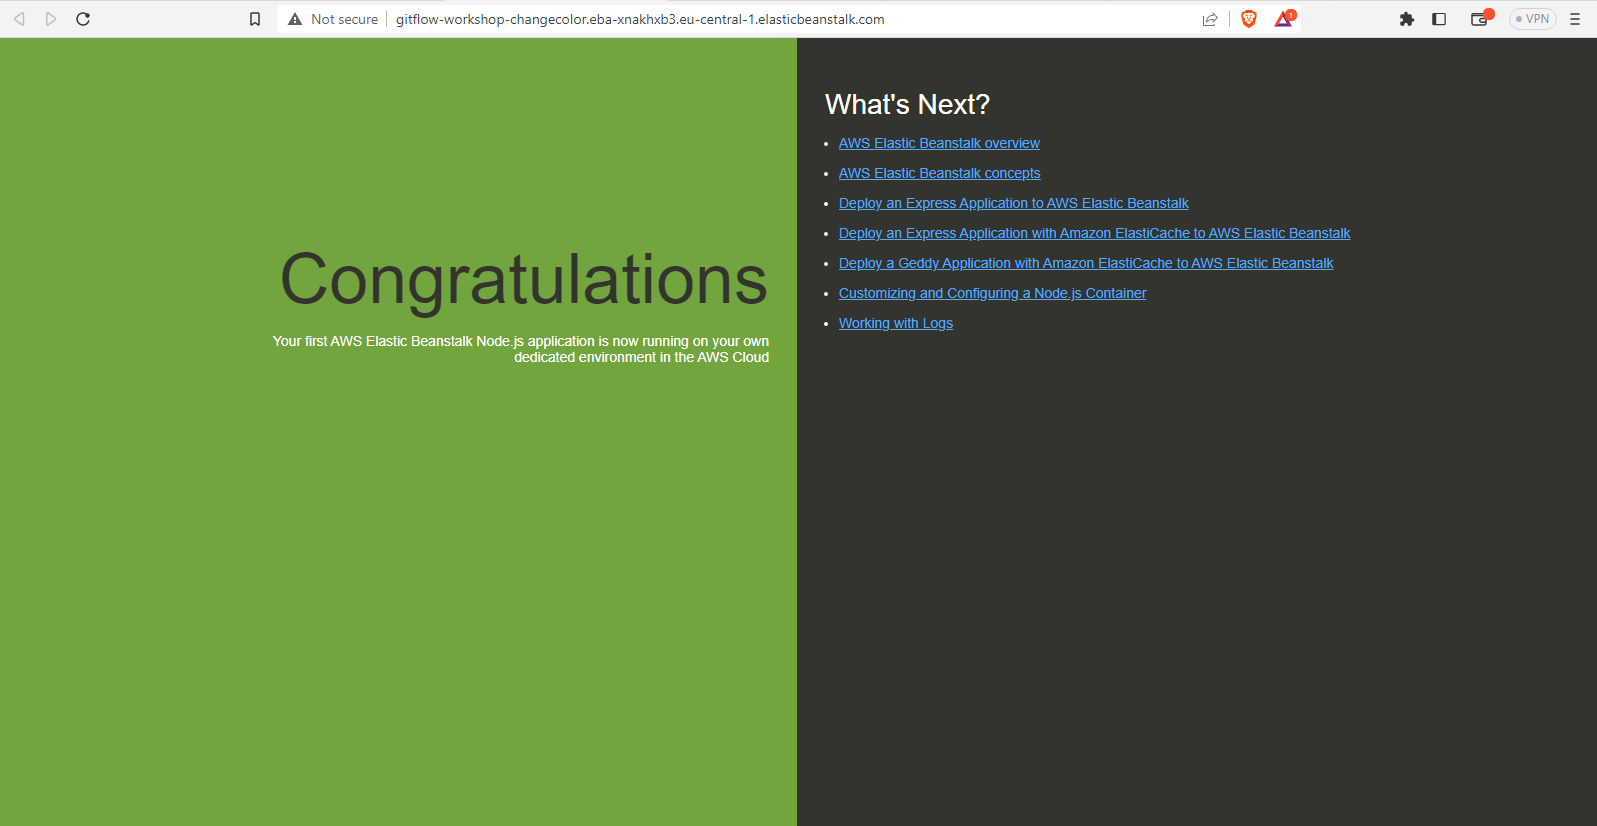 Not secure
gitflow-workshop-changecolor.eba-xnakhxb3.eu-central-1.elasticbeanstalk.com
1
VPN
Congratulations
Your first AWS Elastic Beanstalk Node.js application is now running on your own
dedicated environment in the AWS Cloud
What's Next?
AWS Elastic Beanstalk overview
AWS Elastic Beanstalk concepts
Deploy an Express Application to AWS Elastic Beanstalk
Deploy an Express Application with Amazon ElastiCache to AWS Elastic Beanstalk
Deploy a Geddy Application with Amazon ElastiCache to AWS Elastic Beanstalk
Customizing and Configuring a Node.js Container
Working with Logs